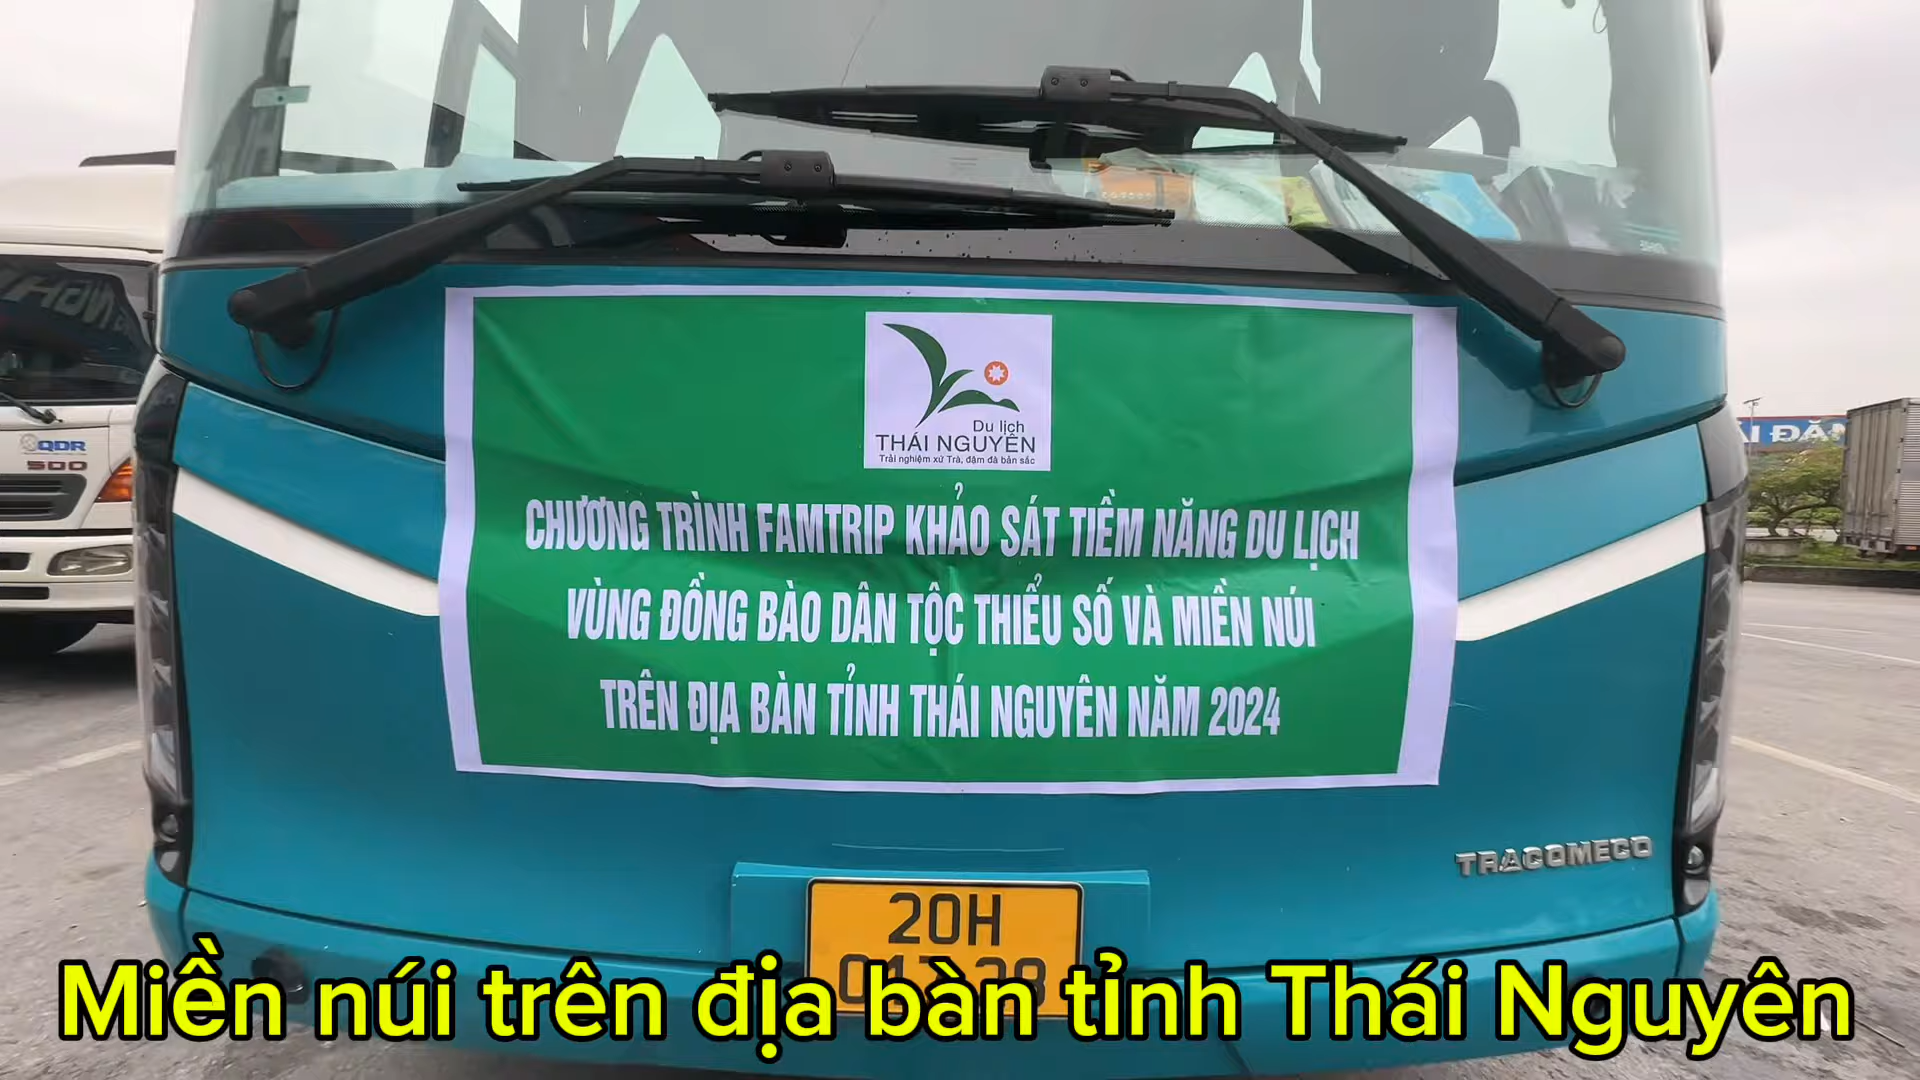 Du lịch
THÁI NGUYÊN
Trải nghiệm xứ Trà, đậm đà bản sắc
CHƯƠNG TRÌNH FAMTRIP KHẢO SÁT TIỀM NĂNG DU LỊCH
VÙNG ĐỒNG BÀO DÂN TỘC THIỂU SỐ VÀ MIỀN NÚI
TRÊN ĐỊA BÀN TỈNH THÁI NGUYÊN NĂM 2024
QDR
500
TRACOMECO
20H
Miền núi trên địa bàn tỉnh Thái Nguyên